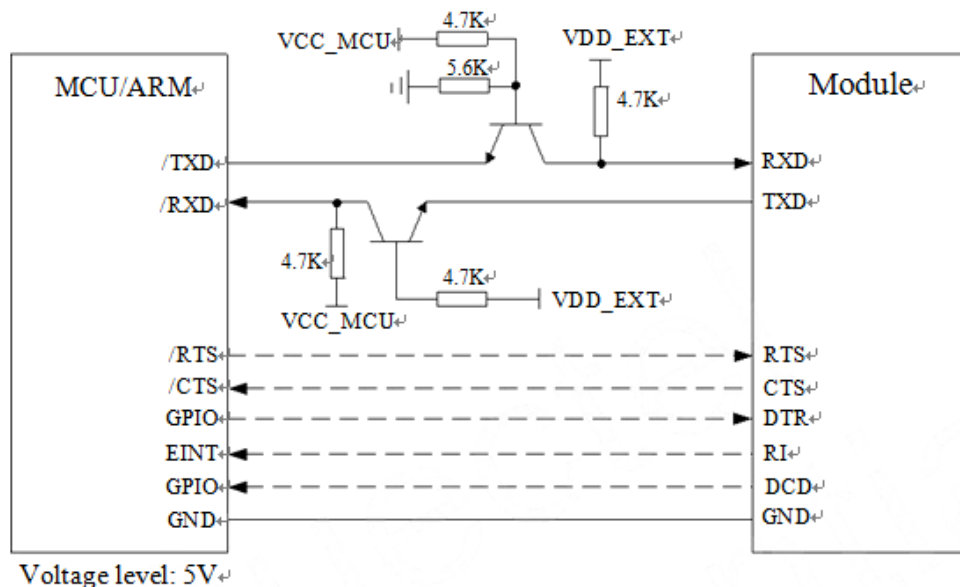 4.7K↵
VCC_MCU
VDD_EXT↵
5.6K↵
MCU/ARM↵
Module↵
4.7K↵
/TXD↵
RXD↵
/RXD↵
TXD↵
4.7K↵
4.7K↵
VDD_EXT↵
VCC_MCU↵
/RTS↵
RTS↵
/CTS↵
CTS↵
GPIO↵
DTR↵
EINT↵
RI↵
GPIO↵
DCD↵
GND↵
GND↵
Voltage level: 5V↵